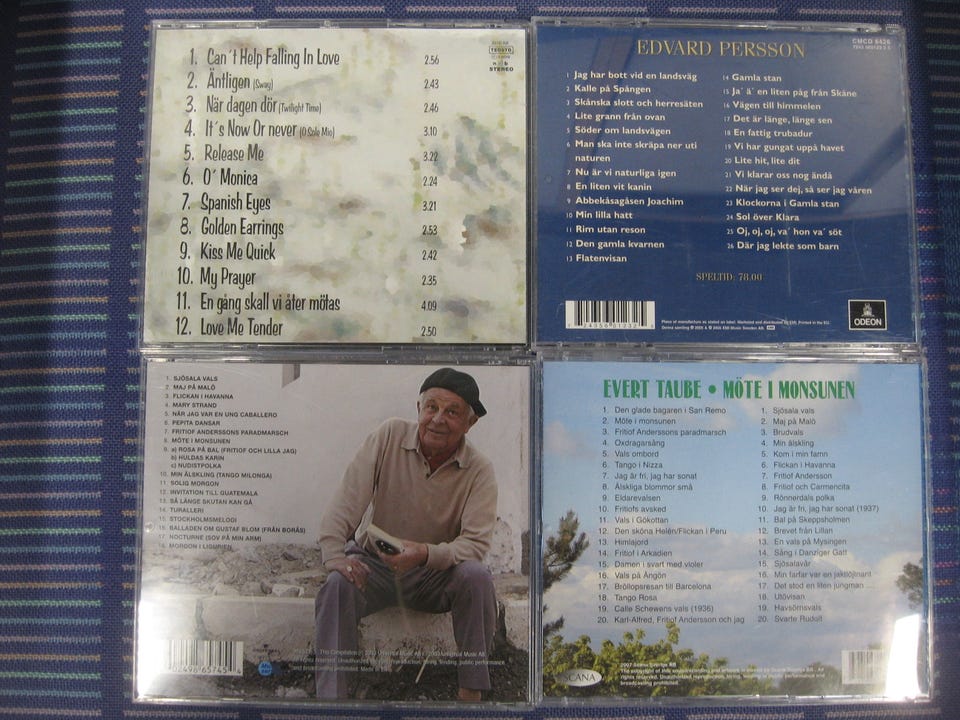 1. Can´t Help Falling In Love 2.56
2. Äntligen (Sway) 2.43
3. När dagen dör (Twilight Time) 2.46
4. It´s Now Or never (O Sole Mio) 3.10
5. Release Me 3.22
6. O´ Monica 2.24
7. Spanish Eyes 3.21
8. Golden Earrings 2.53
9. Kiss Me Quick 2.42
10. My Prayer 2.35
11. En gång skall vi åter mötas 4.09
12. Love Me Tender 2.50
TEOSTO
n b
STEREO
EDVARD PERSSON
CMCD 6426
1 Jag har bott vid en landsväg
2 Kalle på Spången
3 Skånska slott och herresäten
4 Lite grann från ovan
5 Söder om landsvägen
6 Man ska inte skräpa ner uti
naturen
7 Nu är vi naturliga igen
8 En liten vit kanin
9 Abbekåsagåsen Joachim
10 Min lilla hatt
11 Rim utan reson
12 Den gamla kvarnen
13 Flatenvisan
14 Gamla stan
15 Ja´ ä´ en liten påg från Skåne
16 Vägen till himmelen
17 Det är länge, länge sen
18 En fattig trubadur
19 Vi har gungat uppå havet
20 Lite hit, lite dit
21 Vi klarar oss nog ändå
22 När jag ser dej, så ser jag våren
23 Klockorna i Gamla stan
24 Sol över Klara
25 Oj, oj, oj, va´ hon va´ söt
26 Där jag lekte som barn
SPELTID: 78.00
ODEON
1. SJÖSALA VALS
2. MAJ PÅ MALÖ
3. FLICKAN I HAVANNA
4. MARY STRAND
5. NÄR JAG VAR EN UNG CABALLERO
6. PEPITA DANSAR
7. FRITIOF ANDERSSONS PARADMARSCH
8. MÖTE I MONSUNEN
9. a) ROSA PÅ BAL (FRITIOF OCH LILLA JAG)
b) HULDAS KARIN
c) NUDISTPOLKA
10. MIN ÄLSKLING (TANGO MILONGA)
11. SOLIG MORGON
12. INVITATION TILL GUATEMALA
13. SÅ LÄNGE SKUTAN KAN GÅ
14. TURALLERI
15. STOCKHOLMSMELODI
16. BALLADEN OM GUSTAF BLOM (FRÅN BORÅS)
17. NOCTURNE (SOV PÅ MIN ARM)
18. MORGON I LIGURIEN
EVERT TAUBE • MÖTE I MONSUNEN
1. Den glade bagaren i San Remo
2. Möte i monsunen
3. Fritiof Anderssons paradmarsch
4. Oxdragarsång
5. Vals ombord
6. Tango i Nizza
7. Jag är fri, jag har sonat
8. Älskliga blommor små
9. Eldarevalsen
10. Fritiofs avsked
11. Vals i Gökottan
12. Den sköna Helén/Flickan i Peru
13. Himlajord
14. Fritiof i Arkadien
15. Damen i svart med violer
16. Vals på Ängön
17. Bröllopsresan till Barcelona
18. Tango Rosa
19. Calle Schewens vals (1936)
20. Karl-Alfred, Fritiof Andersson och jag
1. Sjösala vals
2. Maj på Malö
3. Brudvals
4. Min älskling
5. Kom i min famn
6. Flickan i Havanna
7. Fritiof Andersson
8. Fritiof och Carmencita
9. Rönnerdals polka
10. Jag är fri, jag har sonat (1937)
11. Bal på Skeppsholmen
12. Brevet från Lillan
13. En vals på Mysingen
14. Sång i Danziger Gatt
15. Sjösalavår
16. Min farfar var en jaktlöjtnant
17. Det stod en liten jungman
18. Utövisan
19. Havsörnsvals
20. Svarte Rudolf
SCANA
2007 Scana Sverige AB